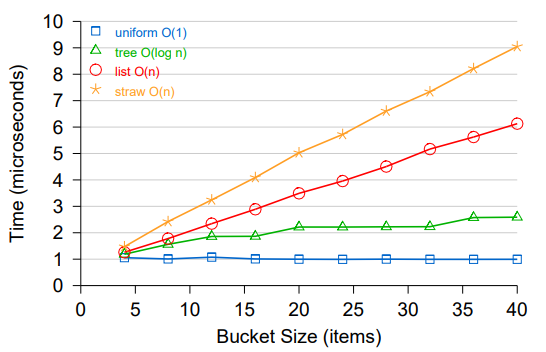 10
9
8
7
6
5
4
3
2
1
0
Time (microseconds)
uniform O(1)
tree O(log n)
list O(n)
straw O(n)
0 5 10 15 20 25 30 35 40
Bucket Size (items)